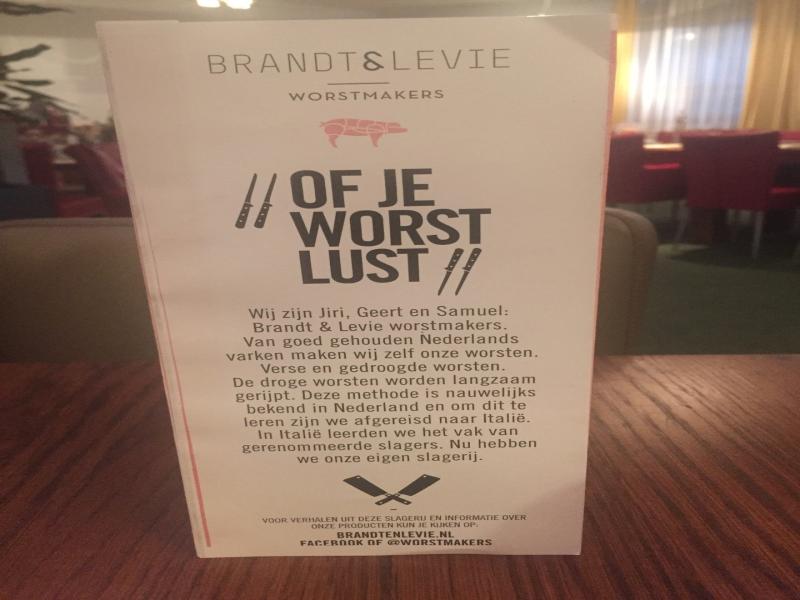 BRANDT&LEVIE
WORSTMAKERS
OF JE
WORST
LUST
Wij zijn Jiri, Geert en Samuel:
Brandt & Levie worstmakers.
Van goed gehouden Nederlands
varken maken wij zelf onze worsten.
Verse en gedroogde worsten.
De droge worsten worden langzaam
gerijpt. Deze methode is nauwelijks
bekend in Nederland en om dit te
leren zijn we afgereisd naar Italië.
In Italië leerden we het vak van
gerenommeerde slagers. Nu hebben
we onze eigen slagerij.
VOOR VERHALEN UIT DEZE SLAGERIJ EN INFORMATIE OVER
ONZE PRODUCTEN KUN JE KIJKEN OP:
BRANDTENLEVIE.NL
FACEBOOK OF @WORSTMAKERS